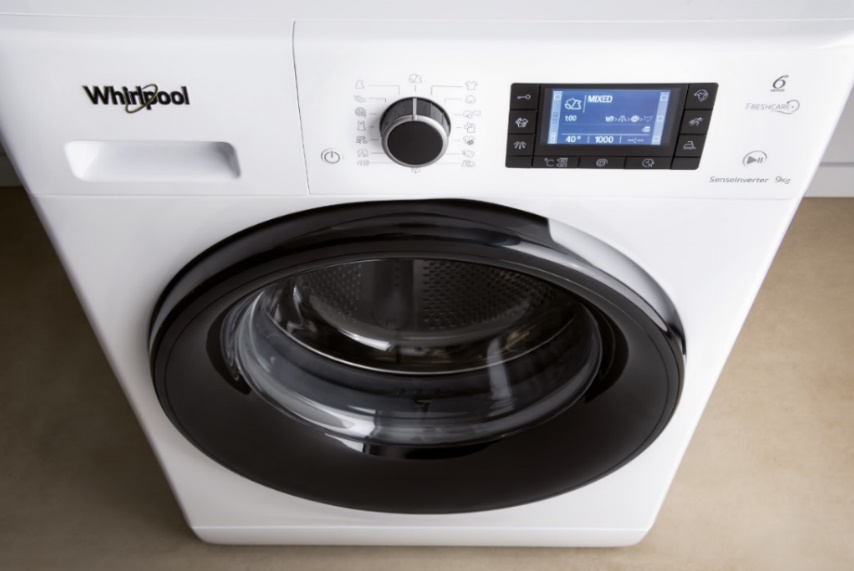 Whirlpool
MIXED
1:00
40° 1000
°C
6
FRESHCARE+
SenseInverter 9kg